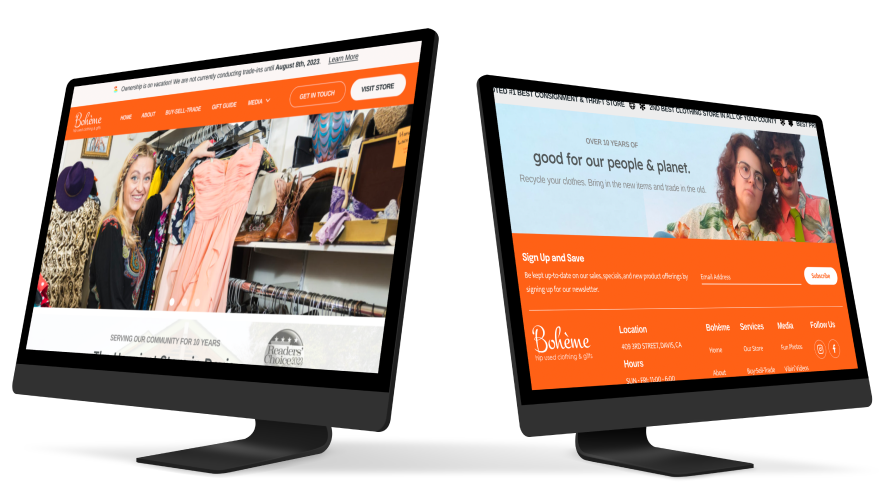 Ownership is on vacation! We are not currently conducting trade-ins until August 8th, 2023. Learn More
Bohème
hip used clothing & gifts
HOME ABOUT BUY-SELL-TRADE GIFT GUIDE MEDIA GET IN TOUCH VISIT STORE
SERVING OUR COMMUNITY FOR 10 YEARS
Readers'
Choice 2023
#1 BEST CONSIGNMENT & THRIFT STORE 2ND BEST CLOTHING STORE IN ALL OF YOLO COUNTY BEST
OVER 10 YEARS OF
good for our people & planet.
Recycle your clothes. Bring in the new items and trade in the old.
Sign Up and Save
Be kept up-to-date on our sales, specials, and new product offerings by
signing up for our newsletter.
Email Address
Subscribe
Bohème
hip used clothing & gifts
Location
409 3RD STREET, DAVIS, CA
Hours
SUN - FRI: 11:00 - 6:00
Bohème
Home
About
Services
Our Store
Buy-Sell-Trade
Media
Fun Photos
Video
Follow Us